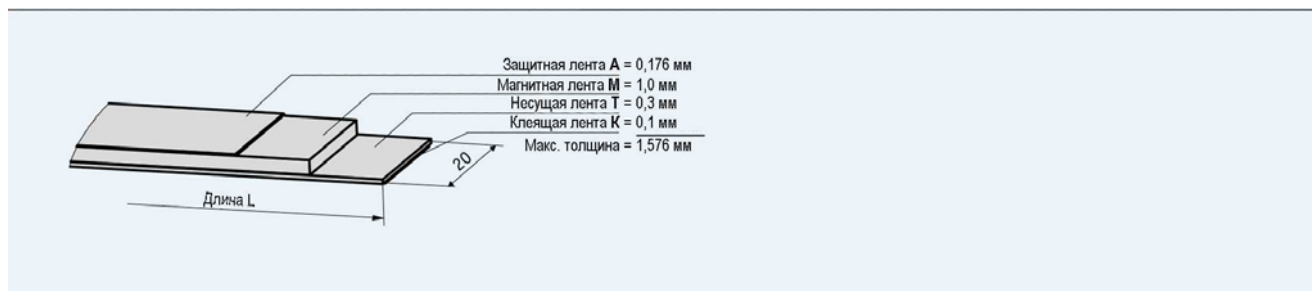 Защитная лента A = 0,176 мм
Магнитная лента М = 1,0 мм
Несущая лента Т = 0,3 мм
Клеящая лента К = 0,1 мм
Макс. толщина = 1,576 мм
20
Длина L